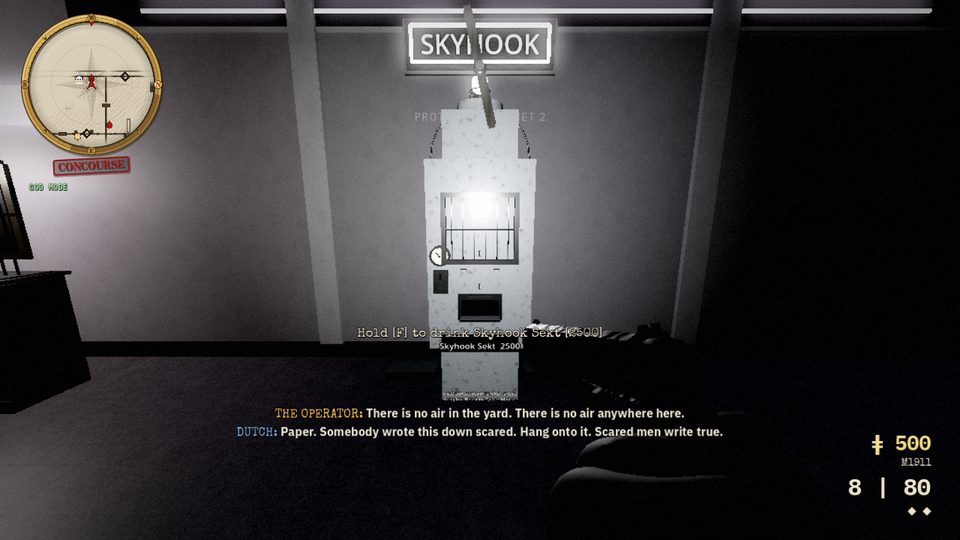 SKYHOOK
CONCOURSE
GOD MODE
Hold [F] to drink Skyhook Sekt [2500]
Skyhook Sekt 2500
THE OPERATOR: There is no air in the yard. There is no air anywhere here.
DUTCH: Paper. Somebody wrote this down scared. Hang onto it. Scared men write true.
500
M1911
8 | 80